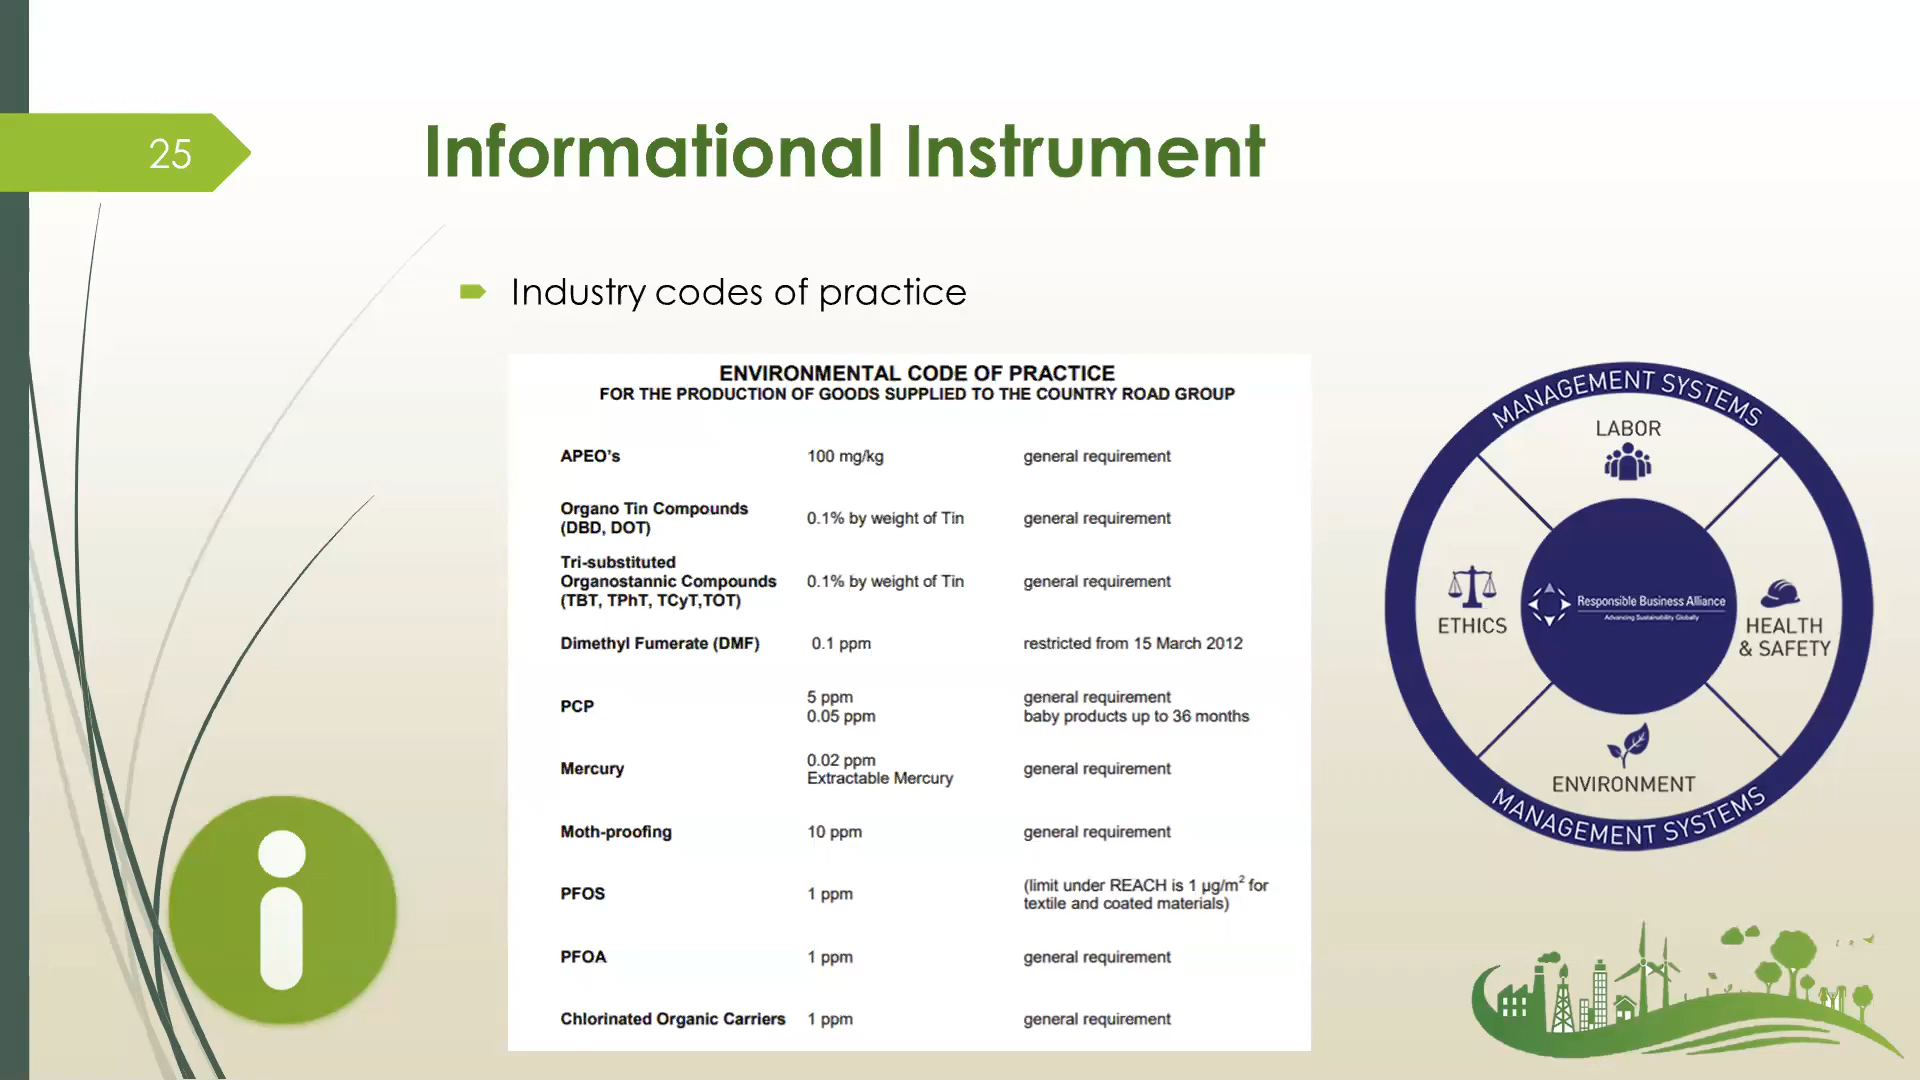 25
Informational Instrument
Industry codes of practice
ENVIRONMENTAL CODE OF PRACTICE
FOR THE PRODUCTION OF GOODS SUPPLIED TO THE COUNTRY ROAD GROUP
APEO's 100 mg/kg general requirement
Organo Tin Compounds
(DBD, DOT) 0.1% by weight of Tin general requirement
Tri-substituted
Organostannic Compounds 0.1% by weight of Tin general requirement
(TBT, TPhT, TCyT,TOT)
Dimethyl Fumerate (DMF) 0.1 ppm restricted from 15 March 2012
PCP 5 ppm general requirement
0.05 ppm baby products up to 36 months
Mercury 0.02 ppm
Extractable Mercury general requirement
Moth-proofing 10 ppm general requirement
PFOS 1 ppm (limit under REACH is 1 µg/m² for
textile and coated materials)
PFOA 1 ppm general requirement
Chlorinated Organic Carriers 1 ppm general requirement
MANAGEMENT SYSTEMS
LABOR
ETHICS
Responsible Business Alliance
Advancing Sustainability Globally
HEALTH
& SAFETY
ENVIRONMENT
MANAGEMENT SYSTEMS